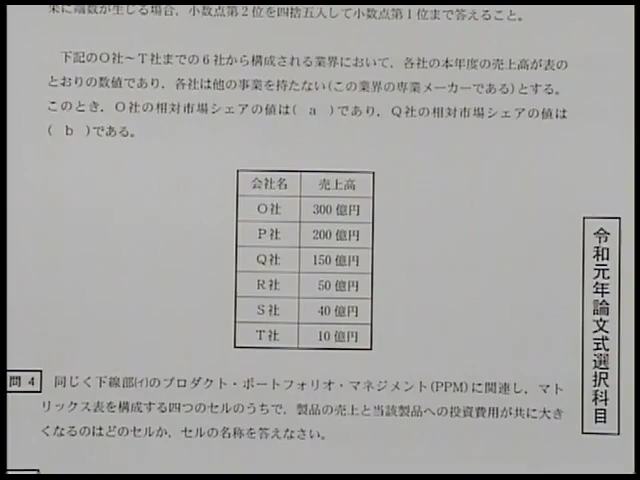 果に端数が生じる場合，小数点第2位を四捨五入して小数点第1位まで答えること。
下記のO社～T社までの6社から構成される業界において，各社の本年度の売上高が表の
とおりの数値であり，各社は他の事業を持たない(この業界の専業メーカーである)とする。
このとき，O社の相対市場シェアの値は( a )であり，Q社の相対市場シェアの値は
( b )である。
会社名 売上高
O社 300億円
P社 200億円
Q社 150億円
R社 50億円
S社 40億円
T社 10億円
令和元年論文式選択科目
問4 同じく下線部(イ)のプロダクト・ポートフォリオ・マネジメント(PPM)に関連し，マト
リックス表を構成する四つのセルのうちで，製品の売上と当該製品への投資費用が共に大き
くなるのはどのセルか，セルの名称を答えなさい。